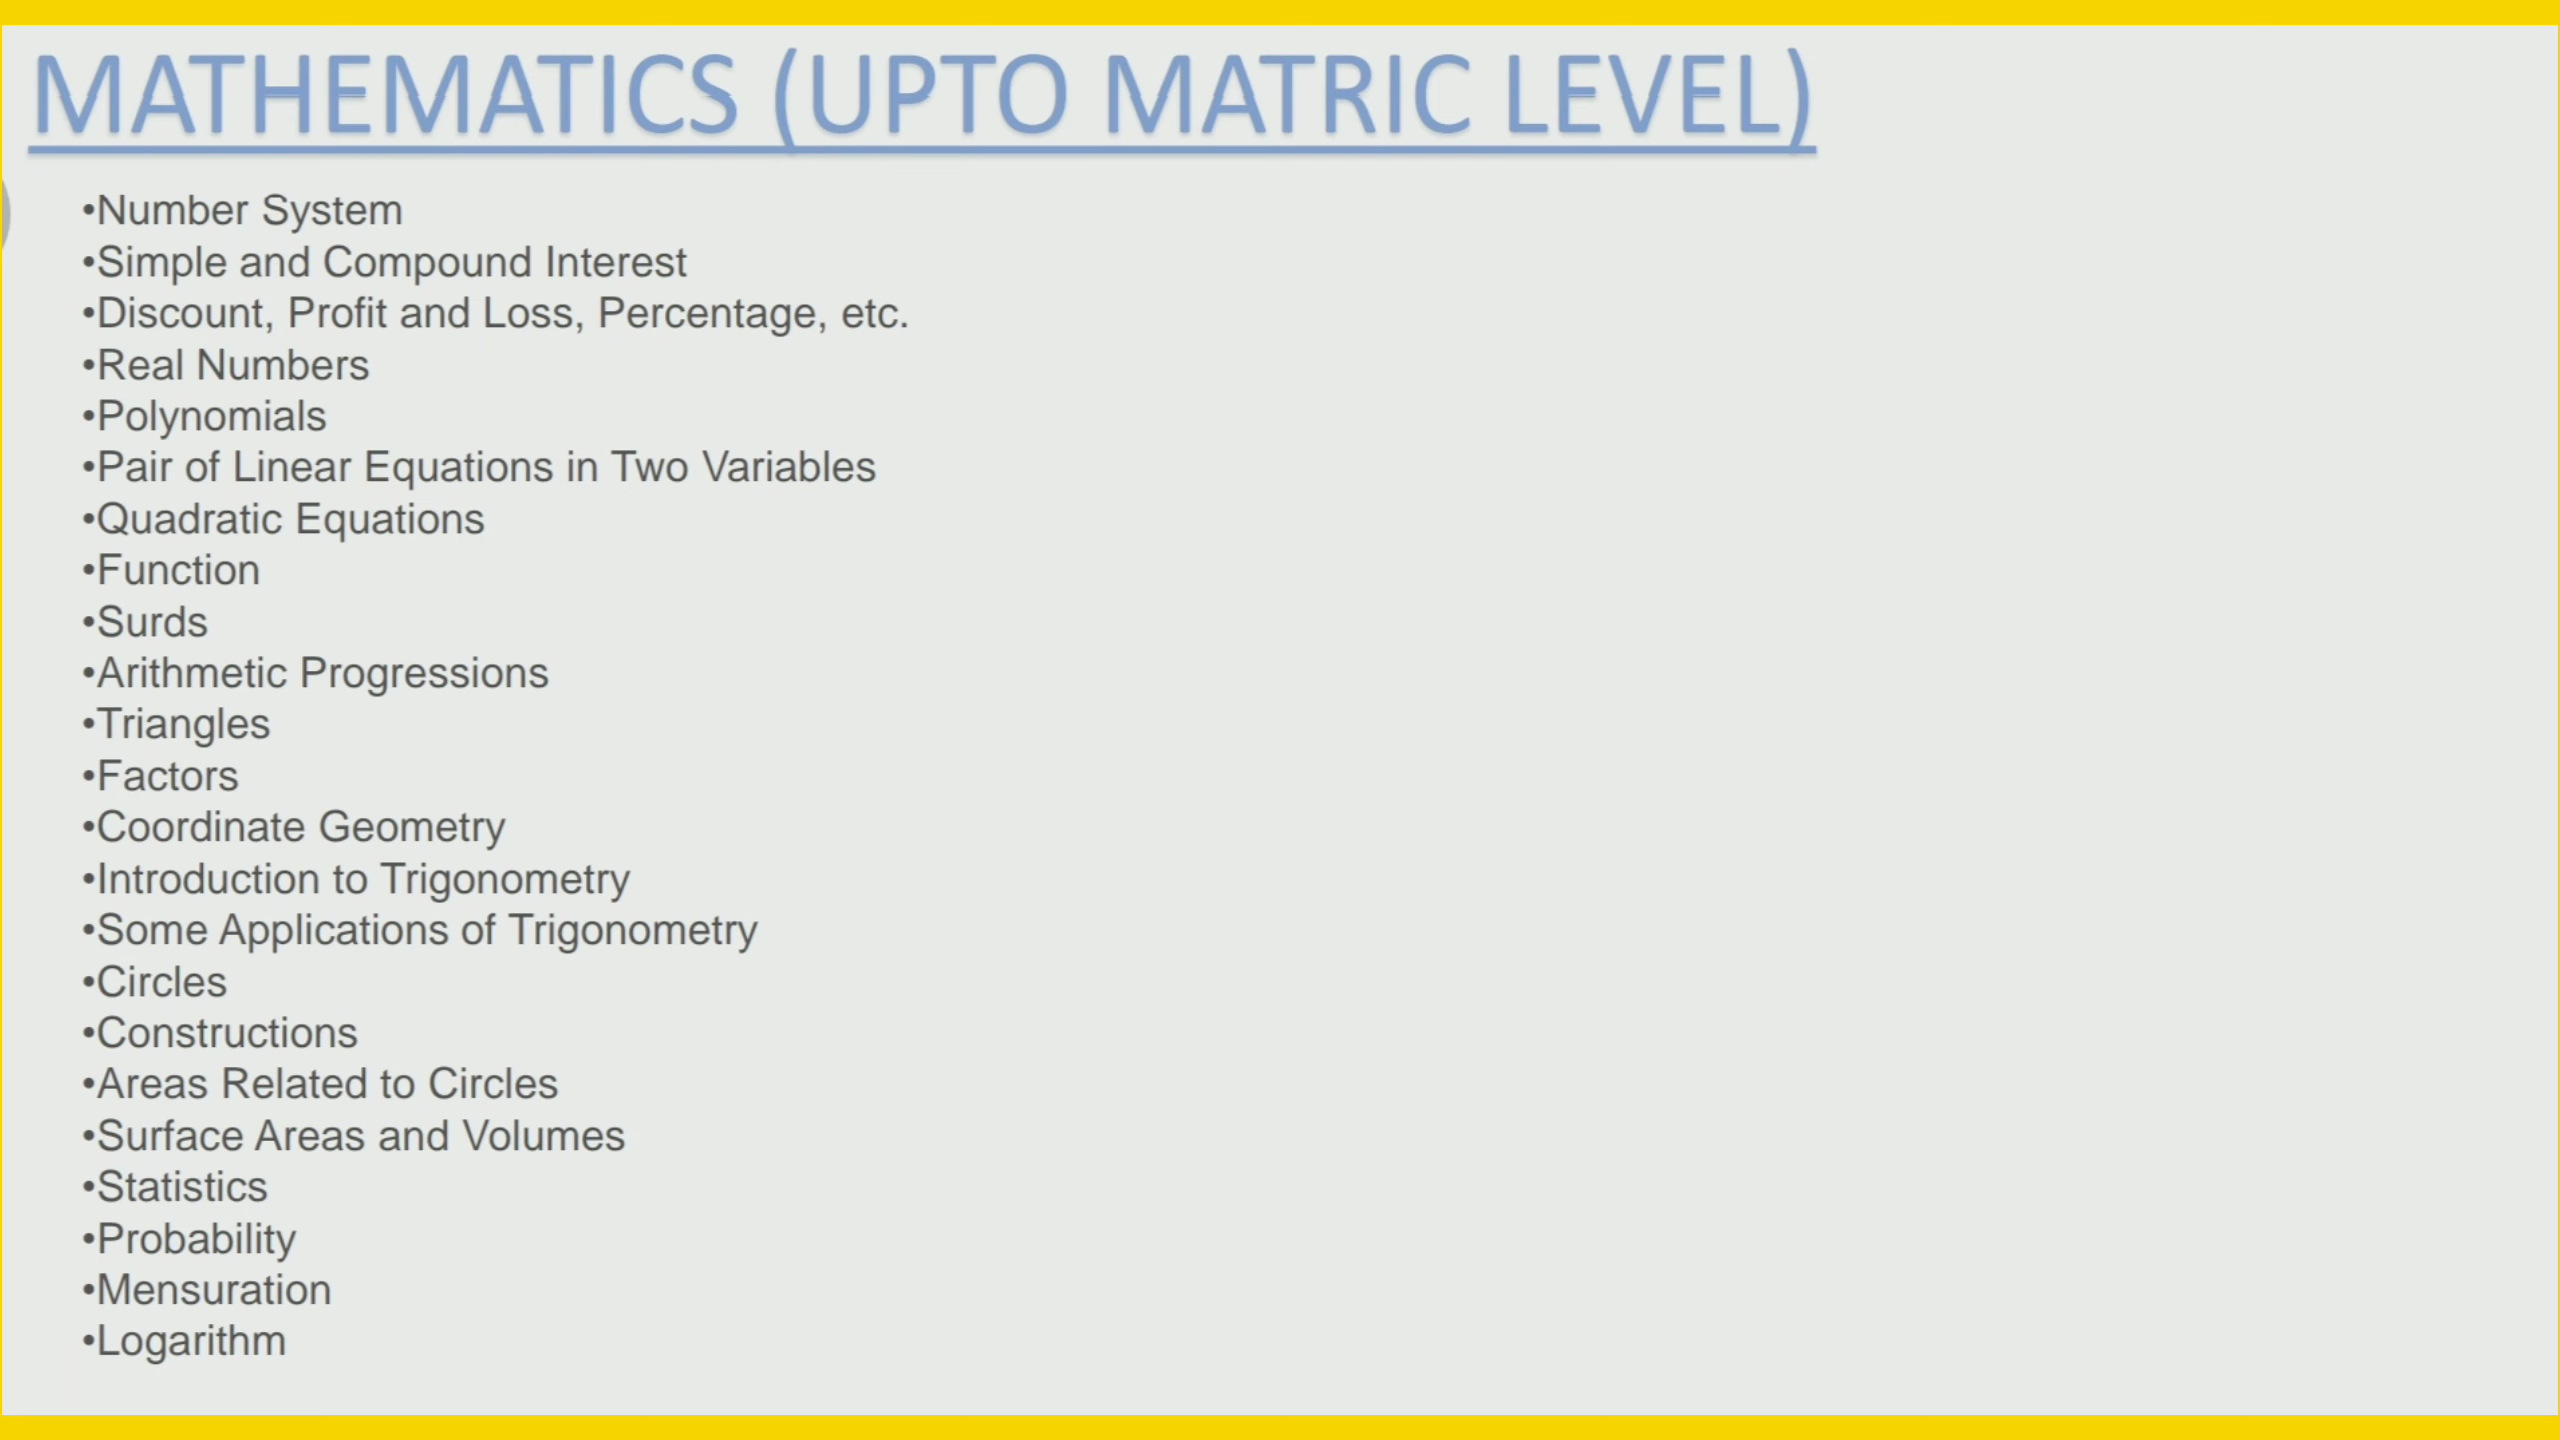 MATHEMATICS (UPTO MATRIC LEVEL)
•Number System
•Simple and Compound Interest
•Discount, Profit and Loss, Percentage, etc.
•Real Numbers
•Polynomials
•Pair of Linear Equations in Two Variables
•Quadratic Equations
•Function
•Surds
•Arithmetic Progressions
•Triangles
•Factors
•Coordinate Geometry
•Introduction to Trigonometry
•Some Applications of Trigonometry
•Circles
•Constructions
•Areas Related to Circles
•Surface Areas and Volumes
•Statistics
•Probability
•Mensuration
•Logarithm